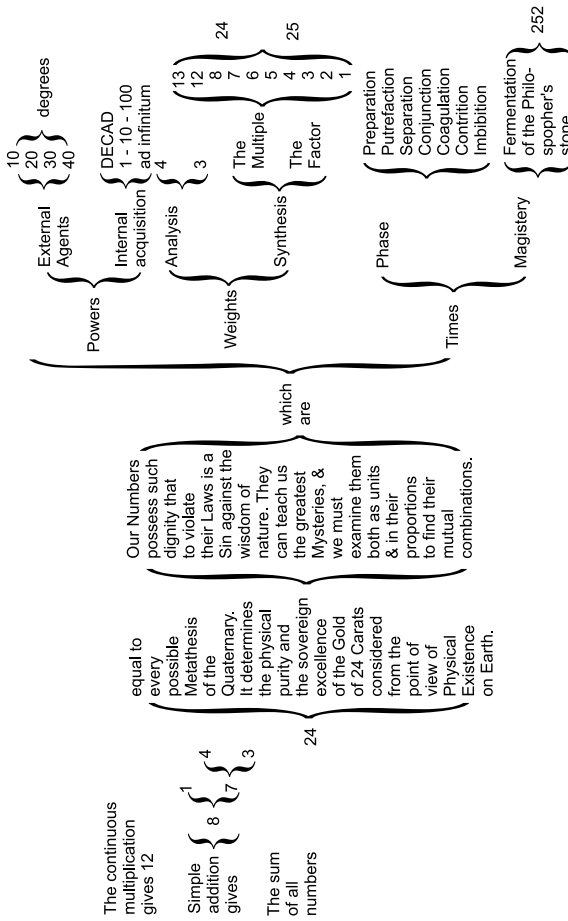 The continuous
multiplication
gives 12
Simple
addition
gives
8
1
7
4
3
The sum
of all
numbers
24
equal to
every
possible
Metathesis
of the
Quaternary.
It determines
the physical
purity and
the sovereign
excellence
of the Gold
of 24 Carats
considered
from the
point of
view of
Physical
Existence
on Earth.
Our Numbers
possess such
dignity that
to violate
their Laws is a
Sin against the
wisdom of
nature. They
can teach us
the greatest
Mysteries, &
we must
examine them
both as units
& in their
proportions
to find their
mutual
combinations.
which
are
Powers
External
Agents
10
20
30
40
degrees
Internal
acquisition
DECAD
1 - 10 - 100
ad infinitum
Weights
Analysis
4
3
Synthesis
The
Multiple
The
Factor
13
12
8
7
6
5
4
3
2
1
24
25
Times
Phase
Preparation
Putrefaction
Separation
Conjunction
Coagulation
Contrition
Imbibition
Magistery
Fermentation
of the Philo-
spopher's
stone
252